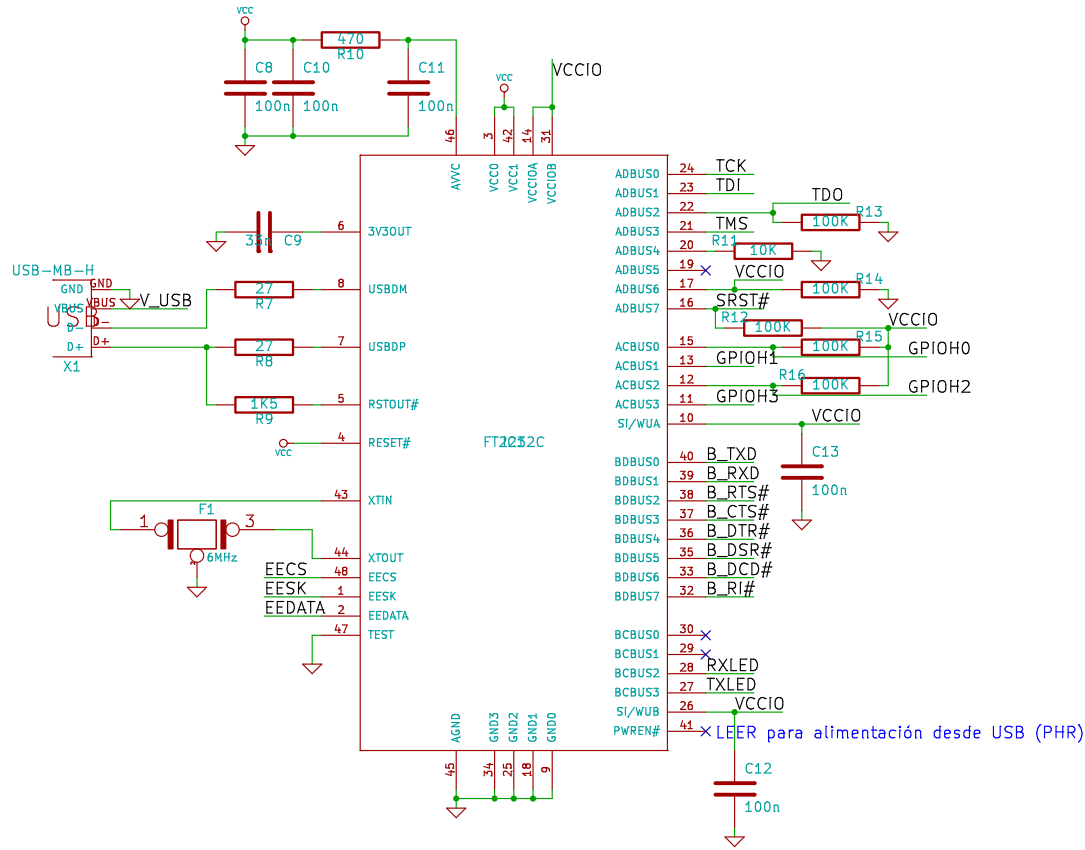 VCC
470
R10
C8
C10
C11
100n
100n
100n
VCC
VCCIO
46
3
42
14
31
AVVC
VCC0
VCC1
VCCIOA
VCCIOB
33n
C9
6
3V3OUT
USB-MB-H
GND
GND
VBUS
VBUS
V_USB
USB
D-
D-
D+
D+
X1
27
R7
8
USBDM
27
R8
7
USBDP
1K5
R9
5
RSTOUT#
VCC
4
RESET#
43
XTIN
F1
1
3
2
6MHz
44
XTOUT
EECS
48
EECS
EESK
1
EESK
EEDATA
2
EEDATA
47
TEST
ADBUS0
24
TCK
ADBUS1
23
TDI
ADBUS2
22
TDO
100K
R13
ADBUS3
21
TMS
ADBUS4
20
R11
10K
ADBUS5
19
ADBUS6
17
VCCIO
100K
R14
ADBUS7
16
SRST#
R12
100K
VCCIO
ACBUS0
15
100K
R15
GPIOH0
ACBUS1
13
GPIOH1
ACBUS2
12
R16
100K
GPIOH2
ACBUS3
11
GPIOH3
SI/WUA
10
VCCIO
C13
100n
BDBUS0
40
B_TXD
BDBUS1
39
B_RXD
BDBUS2
38
B_RTS#
BDBUS3
37
B_CTS#
BDBUS4
36
B_DTR#
BDBUS5
35
B_DSR#
BDBUS6
33
B_DCD#
BDBUS7
32
B_RI#
BCBUS0
30
BCBUS1
29
BCBUS2
28
RXLED
BCBUS3
27
TXLED
SI/WUB
26
VCCIO
PWREN#
41
LEER para alimentación desde USB (PHR)
C12
100n
AGND
GND3
GND2
GND1
GND0
45
34
25
18
9